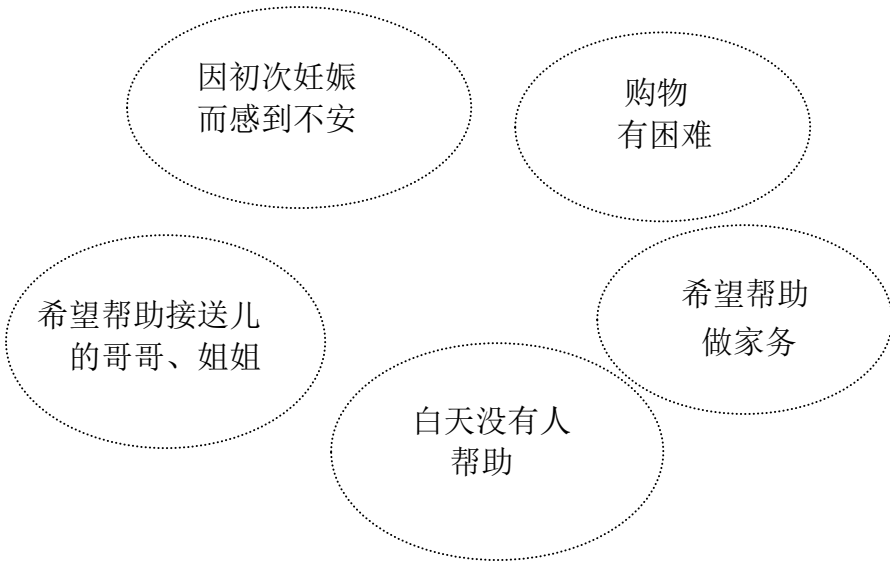 因初次妊娠
而感到不安
购物
有困难
希望帮助接送儿
的哥哥、姐姐
希望帮助
做家务
白天没有人
帮助